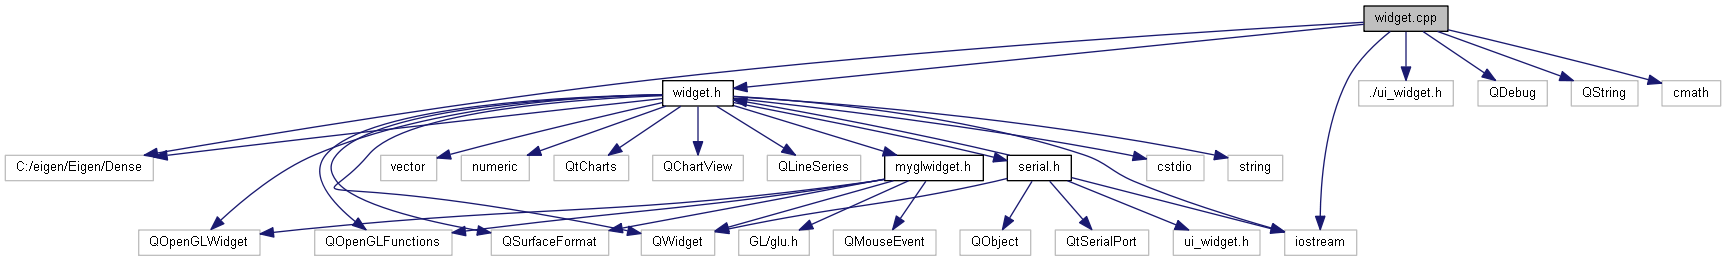 widget.cpp
widget.h
../ui_widget.h
QDebug
QString
cmath
C:/eigen/Eigen/Dense
vector
numeric
QtCharts
QChartView
QLineSeries
myglwidget.h
serial.h
cstdio
string
QOpenGLWidget
QOpenGLFunctions
QSurfaceFormat
QWidget
GL/glu.h
QMouseEvent
QObject
QtSerialPort
ui_widget.h
iostream